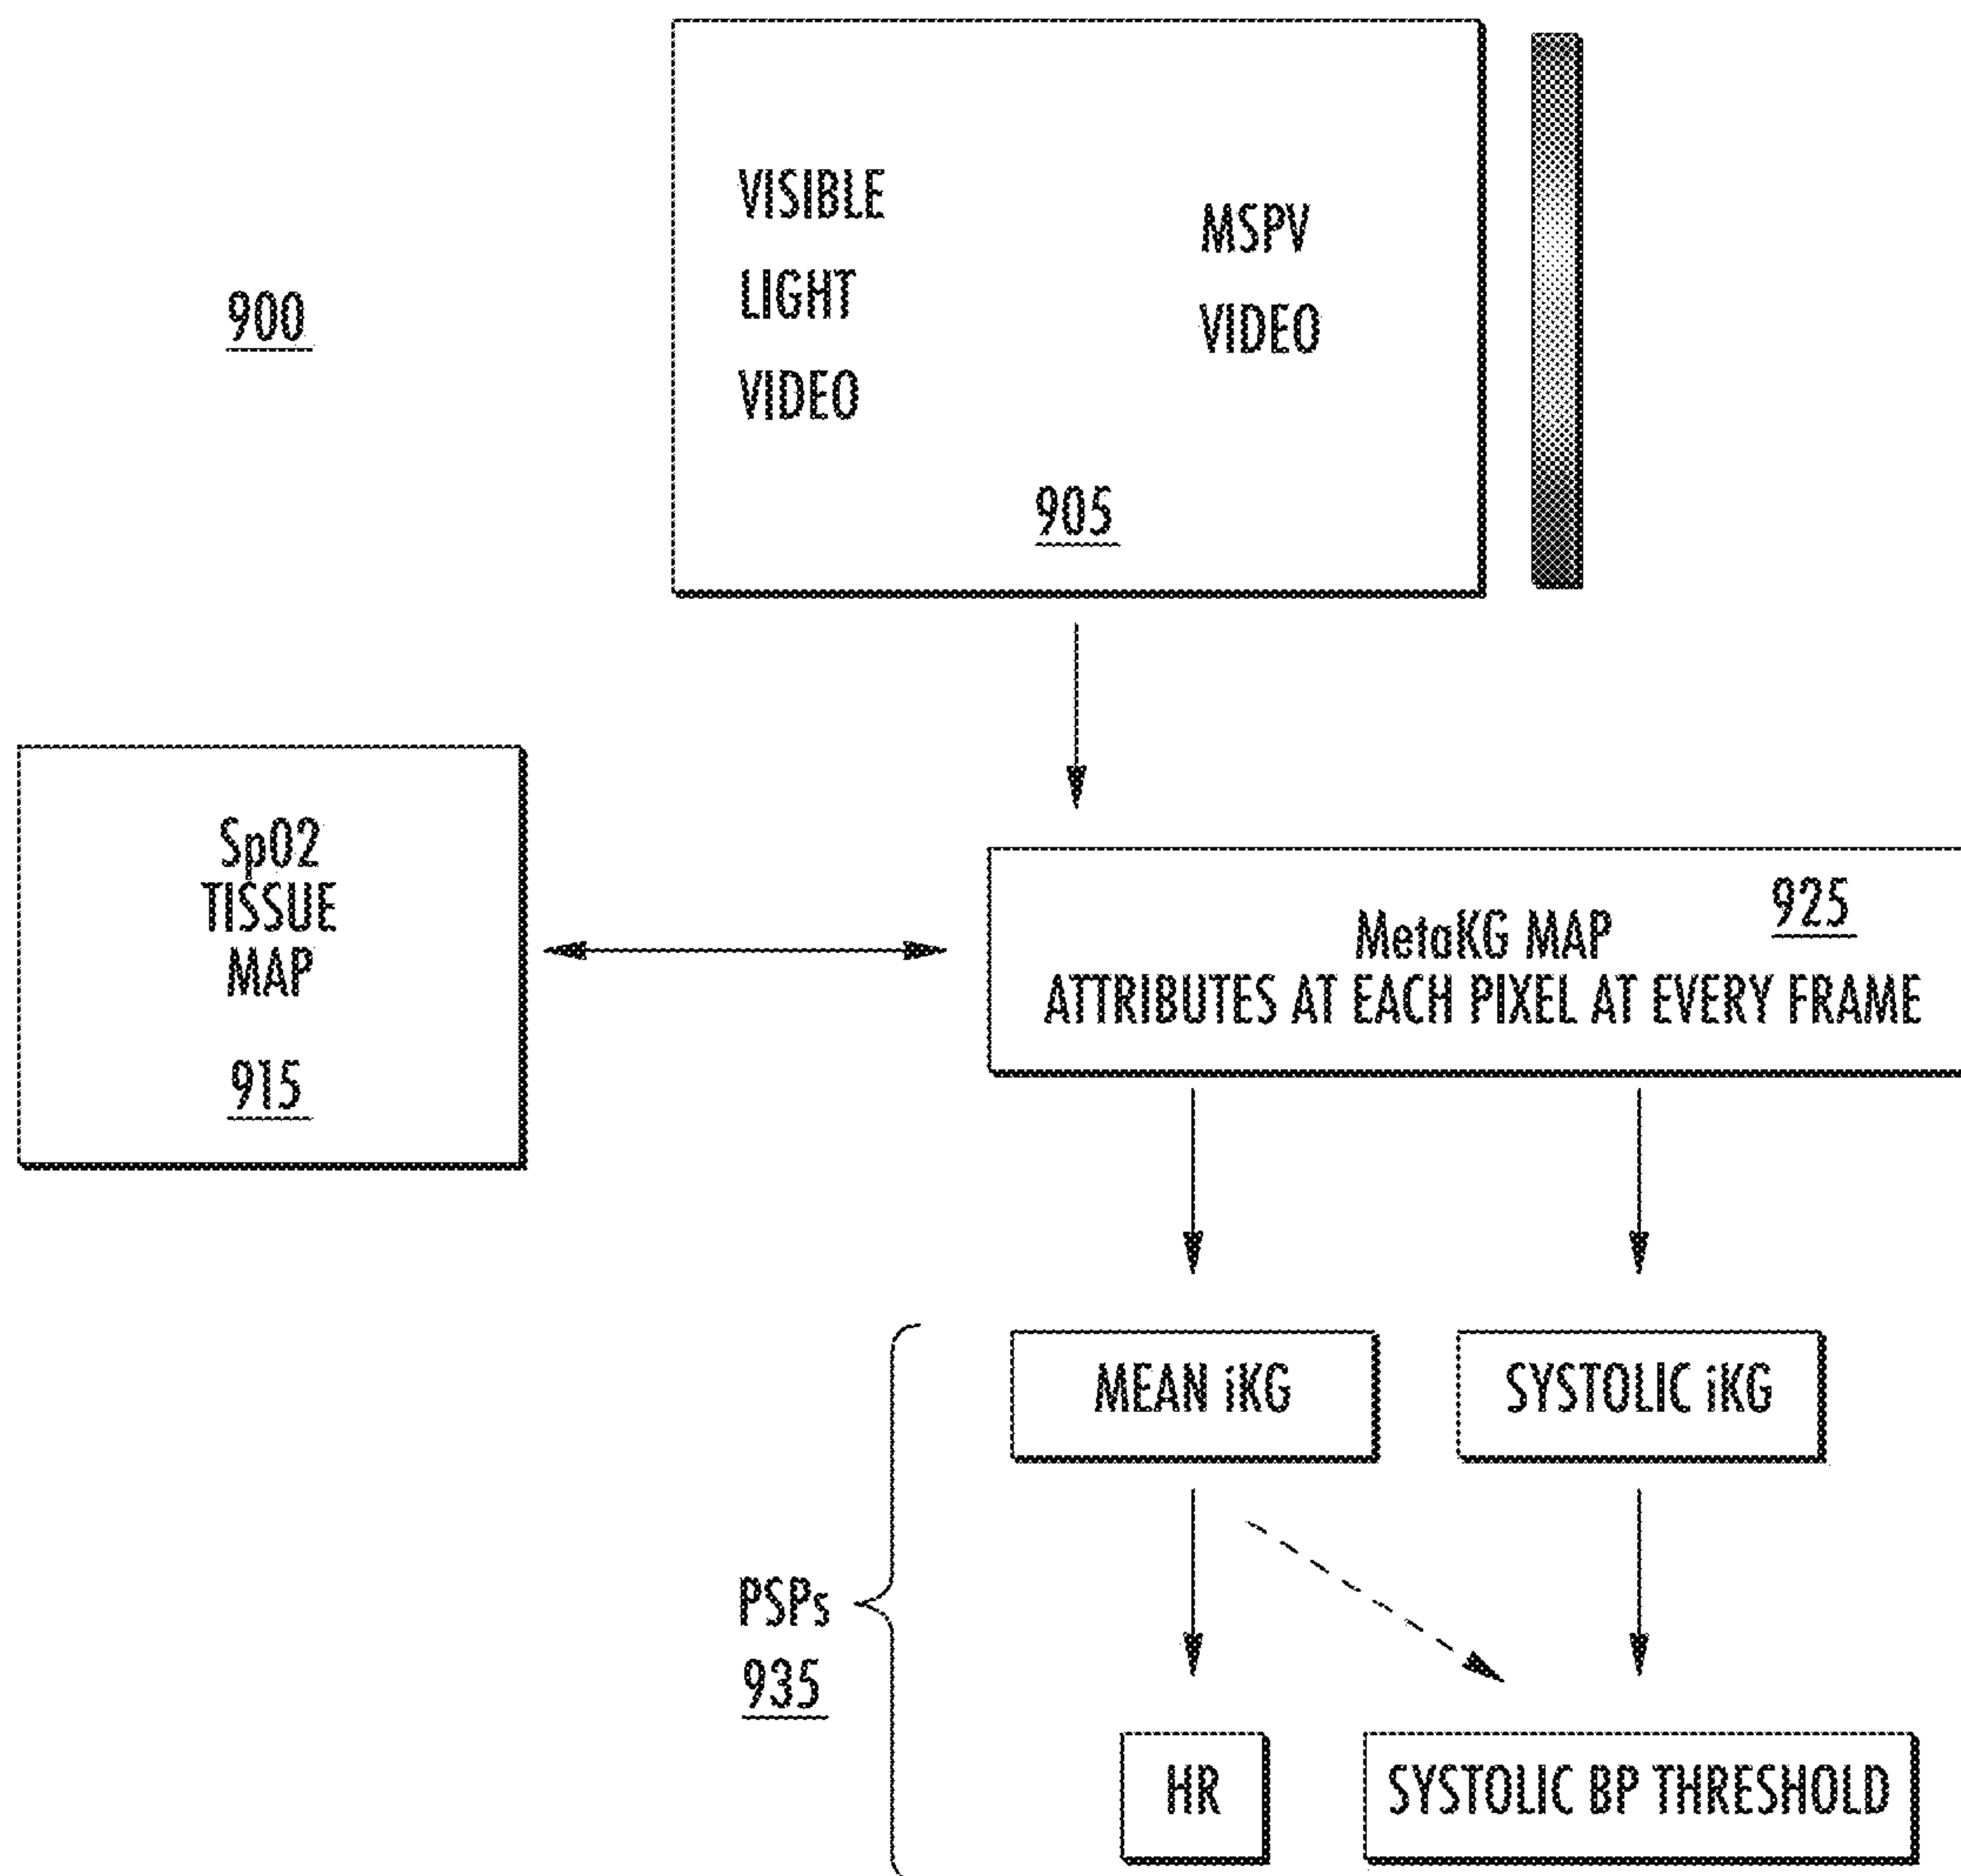 900
VISIBLE
LIGHT
VIDEO
MSPV
VIDEO
905
SpO2
TISSUE
MAP
915
925
MetaKG MAP
ATTRIBUTES AT EACH PIXEL AT EVERY FRAME
MEAN iKG
SYSTOLIC iKG
PSPs
935
HR
SYSTOLIC BP THRESHOLD